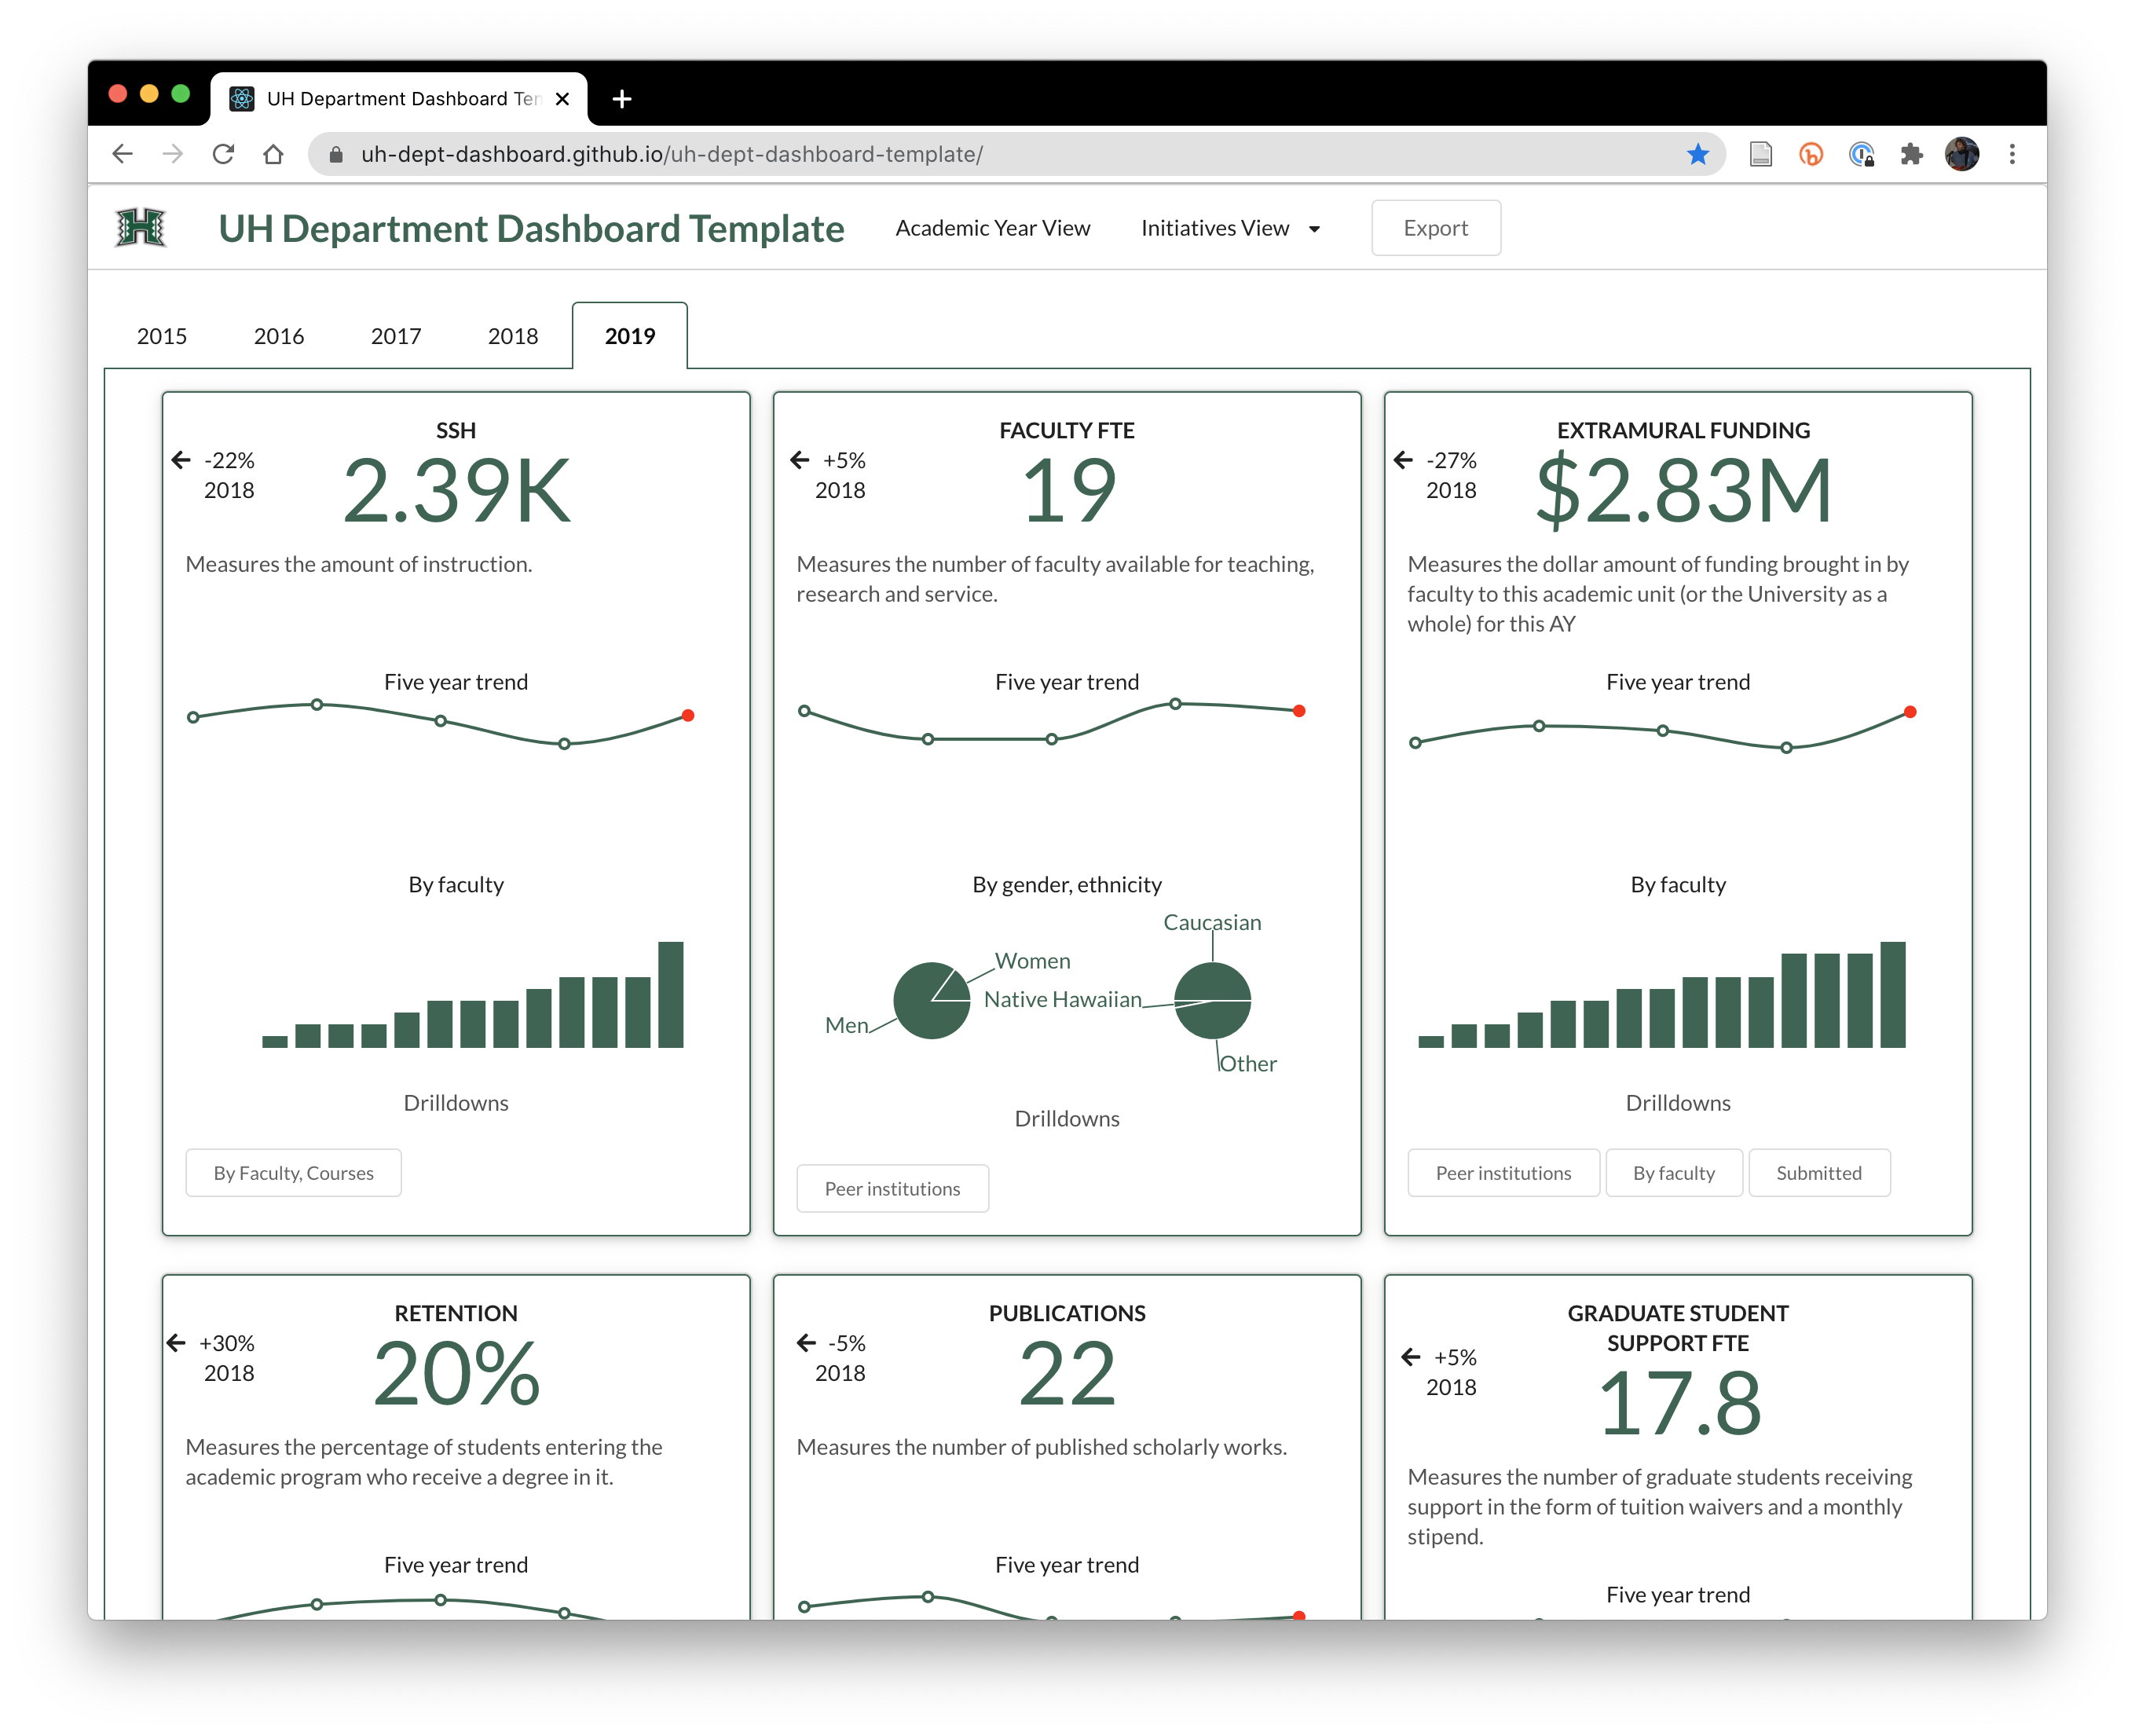 UH Department Dashboard Ten
uh-dept-dashboard.github.io/uh-dept-dashboard-template/
H
UH Department Dashboard Template
Academic Year View
Initiatives View
Export
2015
2016
2017
2018
2019
SSH
-22%
2018
2.39K
Measures the amount of instruction.
Five year trend
By faculty
Drilldowns
By Faculty, Courses
FACULTY FTE
+5%
2018
19
Measures the number of faculty available for teaching,
research and service.
Five year trend
By gender, ethnicity
Women
Men
Caucasian
Native Hawaiian
Other
Drilldowns
Peer institutions
EXTRAMURAL FUNDING
-27%
2018
$2.83M
Measures the dollar amount of funding brought in by
faculty to this academic unit (or the University as a
whole) for this AY
Five year trend
By faculty
Drilldowns
Peer institutions
By faculty
Submitted
RETENTION
+30%
2018
20%
Measures the percentage of students entering the
academic program who receive a degree in it.
Five year trend
PUBLICATIONS
-5%
2018
22
Measures the number of published scholarly works.
Five year trend
GRADUATE STUDENT
SUPPORT FTE
+5%
2018
17.8
Measures the number of graduate students receiving
support in the form of tuition waivers and a monthly
stipend.
Five year trend